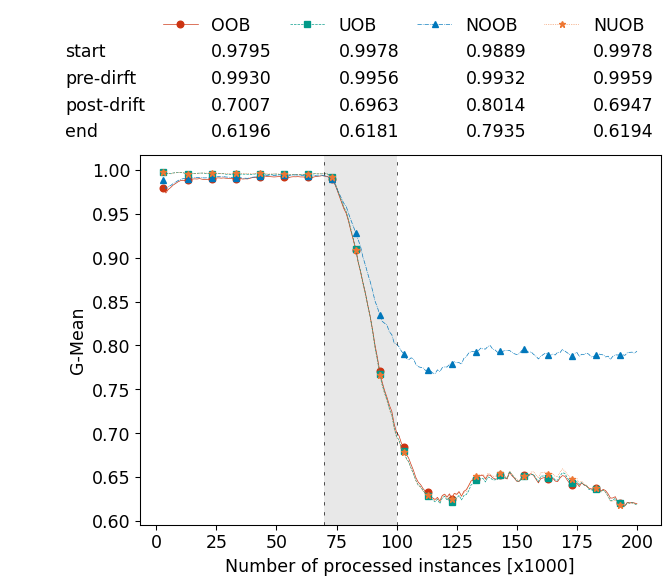 OOB UOB NOOB NUOB
start 0.9795 0.9978 0.9889 0.9978
pre-dirft 0.9930 0.9956 0.9932 0.9959
post-drift 0.7007 0.6963 0.8014 0.6947
end 0.6196 0.6181 0.7935 0.6194
1.00
0.95
0.90
0.85
0.80
0.75
0.70
0.65
0.60
G-Mean
0 25 50 75 100 125 150 175 200
Number of processed instances [x1000]